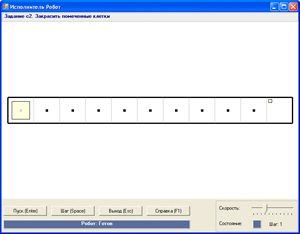 Исполнитель Робот
Задание c2. Закрасить помеченные клетки
Пуск (Enter) Шаг (Space) Выход (Esc) Справка (F1)
Робот: Готов
Скорость:
Состояние Шаг: 1